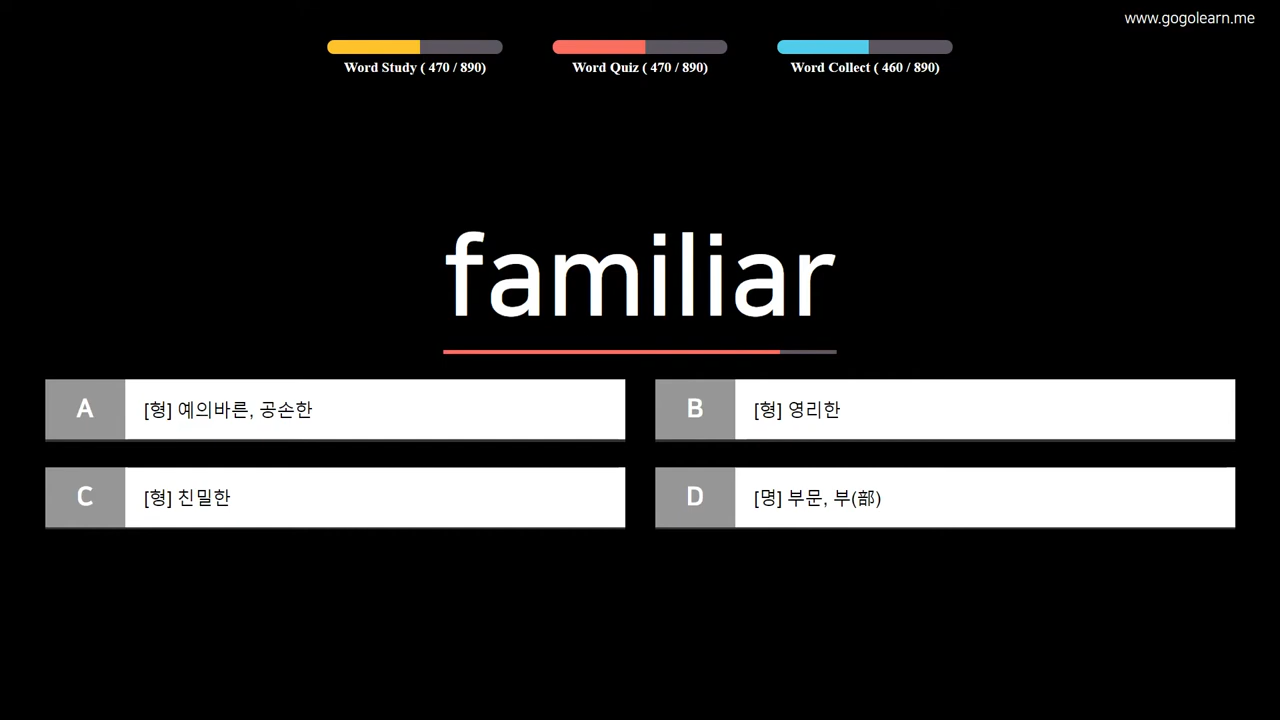 www.gogolearn.me
Word Study ( 470 / 890)
Word Quiz ( 470 / 890)
Word Collect ( 460 / 890)
familiar
A [형] 예의바른, 공손한
B [형] 영리한
C [형] 친밀한
D [명] 부문, 부(部)